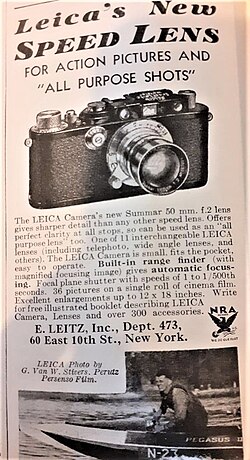 Leica's New
SPEED LENS
FOR ACTION PICTURES AND
"ALL PURPOSE SHOTS"
The LEICA Camera's new Summar 50 mm. f.2 lens
gives sharper detail than any other speed lens. Offers
perfect clarity at all stops, so can be used as an "all
purpose lens" too. One of 11 interchangeable LEICA
lenses (including telephoto, wide angle lenses, and
others). The LEICA Camera is small, fits the pocket,
easy to operate. Built-in range finder (with
magnified focusing image) gives automatic focus-
ing. Focal plane shutter with speeds of 1 to 1/500th
seconds. 36 pictures on a single roll of cinema film.
Excellent enlargements up to 12 x 18 inches. Write
for free illustrated booklet describing LEICA
Camera, Lenses and over 300 accessories.
E. LEITZ, Inc., Dept. 473,
60 East 10th St., New York.
NRA
LEICA Photo by
G. Van W. Stiers. Perutz
Persenso Film.
PEGASUS
N-23